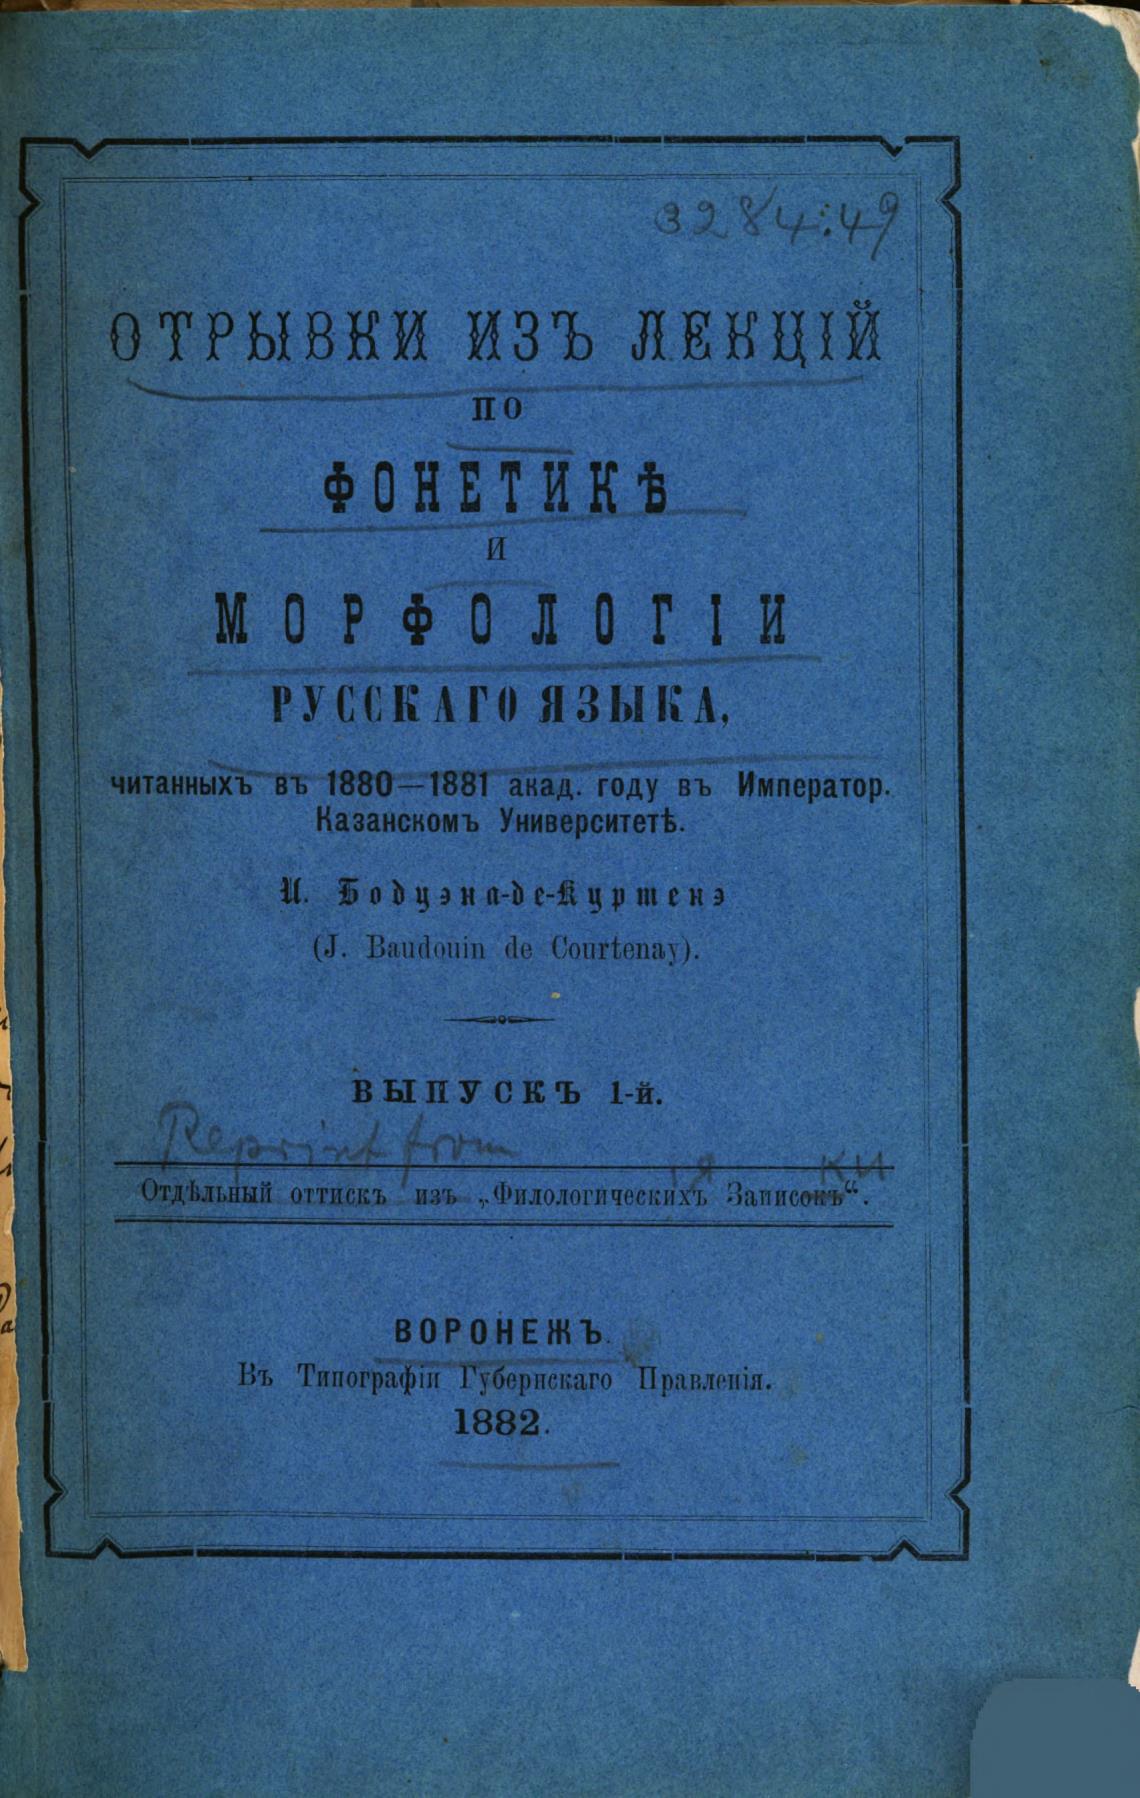 3284.49
ОТРЫВКИ ИЗЪ ЛЕКЦІЙ
ПО
ФОНЕТИКѢ
И
МОРФОЛОГІИ
РУССКАГО ЯЗЫКА,
читанныхъ въ 1880—1881 акад. году въ Император.
Казанскомъ Университетѣ.
И. Бодуэна-де-Куртенэ
(J. Baudouin de Courtenay).
ВЫПУСКЪ 1-й.
Reprint from
ія ки
Отдѣльный оттискъ изъ „Филологическихъ Записокъ“.
ВОРОНЕЖЪ.
Въ Типографіи Губернскаго Правленія.
1882.